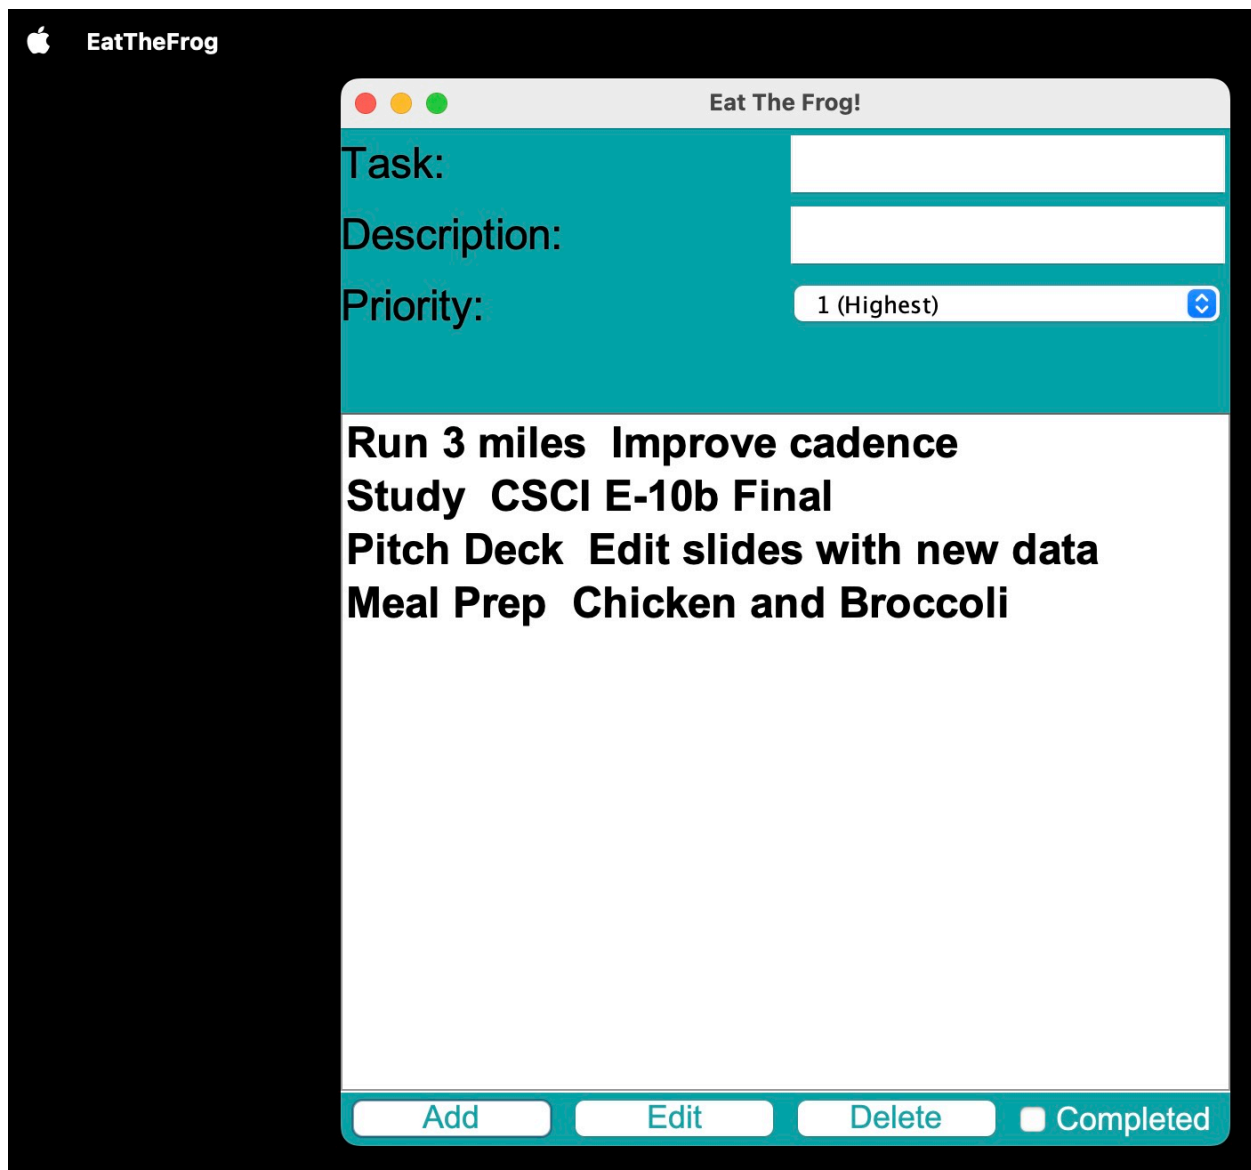 EatTheFrog
Eat The Frog!
Task:
Description:
Priority: 1 (Highest)
Run 3 miles  Improve cadence
Study  CSCI E-10b Final
Pitch Deck  Edit slides with new data
Meal Prep  Chicken and Broccoli
Add Edit Delete Completed